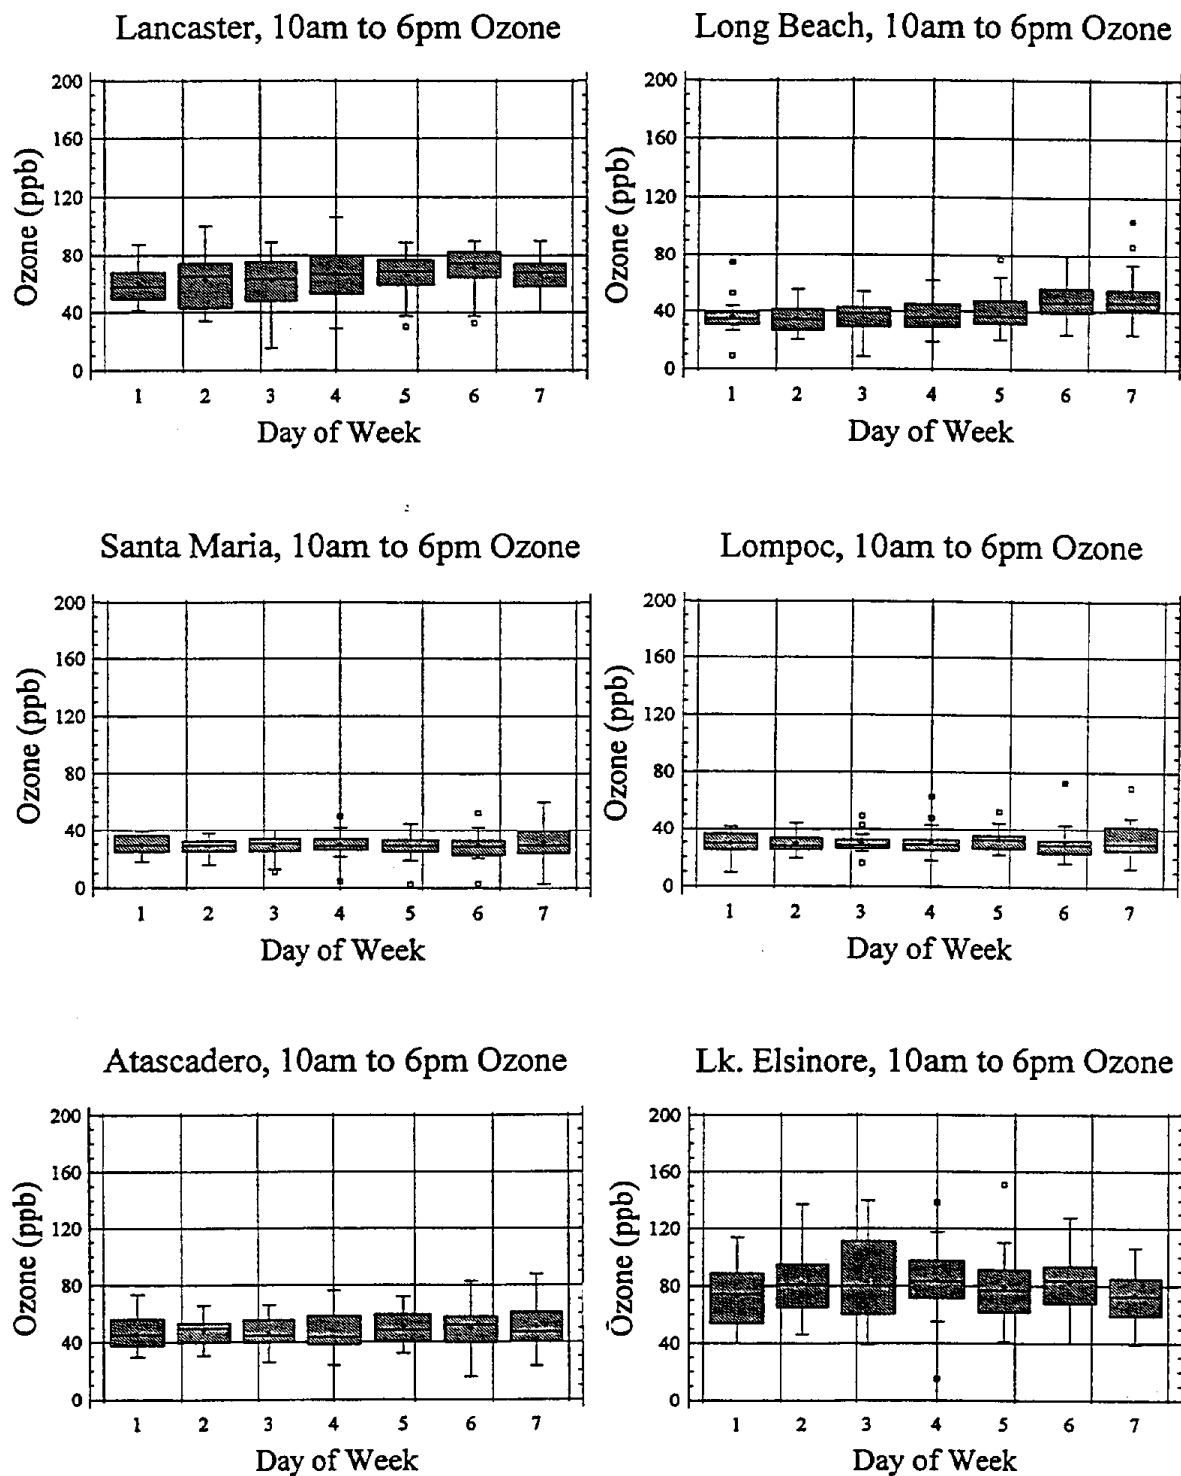 Lancaster, 10am to 6pm Ozone
200
160
120
80
40
0
Ozone (ppb)
1 2 3 4 5 6 7
Day of Week
Long Beach, 10am to 6pm Ozone
200
160
120
80
40
0
Ozone (ppb)
1 2 3 4 5 6 7
Day of Week
Santa Maria, 10am to 6pm Ozone
200
160
120
80
40
0
Ozone (ppb)
1 2 3 4 5 6 7
Day of Week
Lompoc, 10am to 6pm Ozone
200
160
120
80
40
0
Ozone (ppb)
1 2 3 4 5 6 7
Day of Week
Atascadero, 10am to 6pm Ozone
200
160
120
80
40
0
Ozone (ppb)
1 2 3 4 5 6 7
Day of Week
Lk. Elsinore, 10am to 6pm Ozone
200
160
120
80
40
0
Ozone (ppb)
1 2 3 4 5 6 7
Day of Week